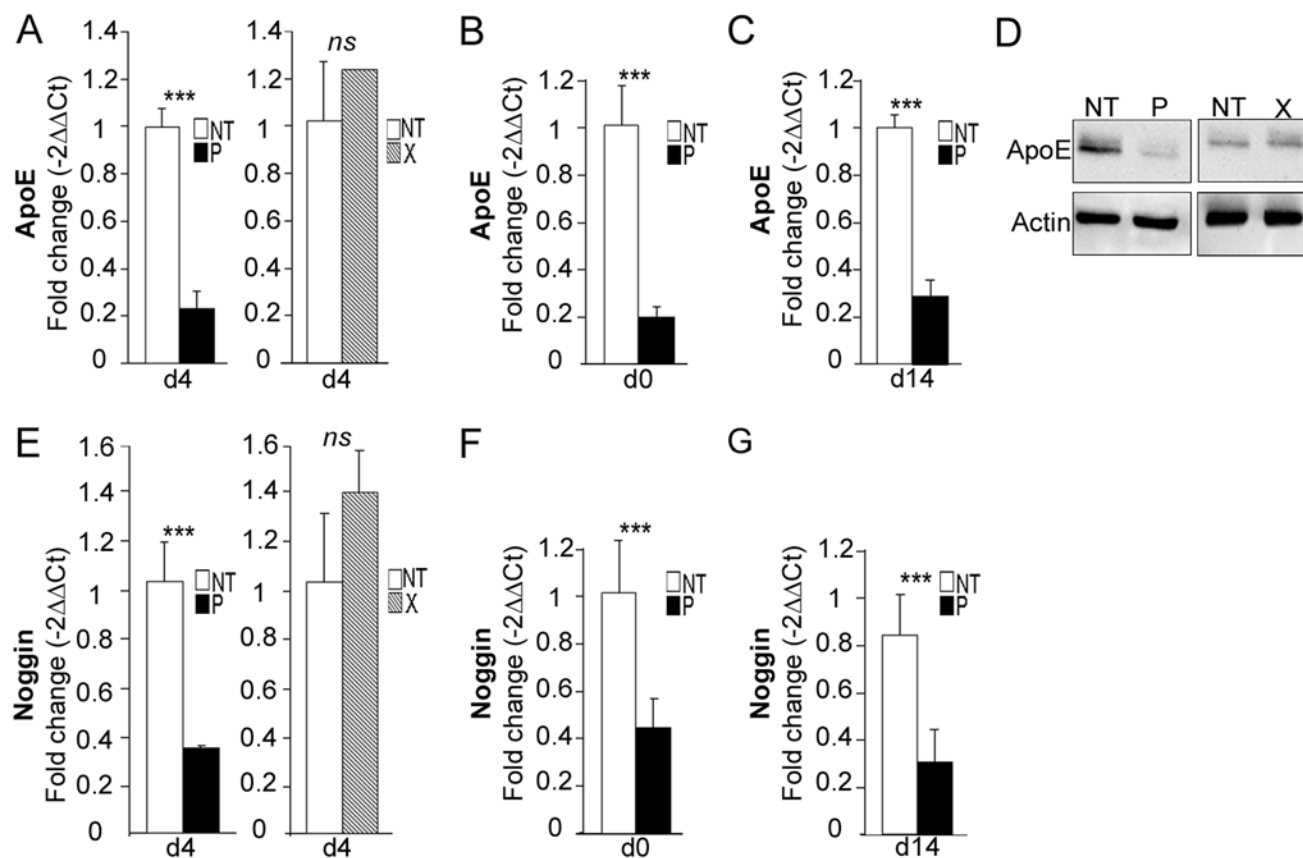 A
ApoE
Fold change (-2ΔΔCt)
1.4
1.2
1
0.8
0.6
0.4
0.2
0
***
NT
P
d4
1.4
1.2
1
0.8
0.6
0.4
0.2
0
ns
NT
X
d4
B
ApoE
Fold change (-2ΔΔCt)
1.2
1
0.8
0.6
0.4
0.2
0
***
NT
P
d0
C
ApoE
Fold change (-2ΔΔCt)
1.2
1
0.8
0.6
0.4
0.2
0
***
NT
P
d14
D
NT P NT X
ApoE
Actin
E
Noggin
Fold change (-2ΔΔCt)
1.6
1.4
1.2
1
0.8
0.6
0.4
0.2
0
***
NT
P
d4
1.6
1.4
1.2
1
0.8
0.6
0.4
0.2
0
ns
NT
X
d4
F
Noggin
Fold change (-2ΔΔCt)
1.2
1
0.8
0.6
0.4
0.2
0
***
NT
P
d0
G
Noggin
Fold change (-2ΔΔCt)
1.2
1
0.8
0.6
0.4
0.2
0
***
NT
P
d14